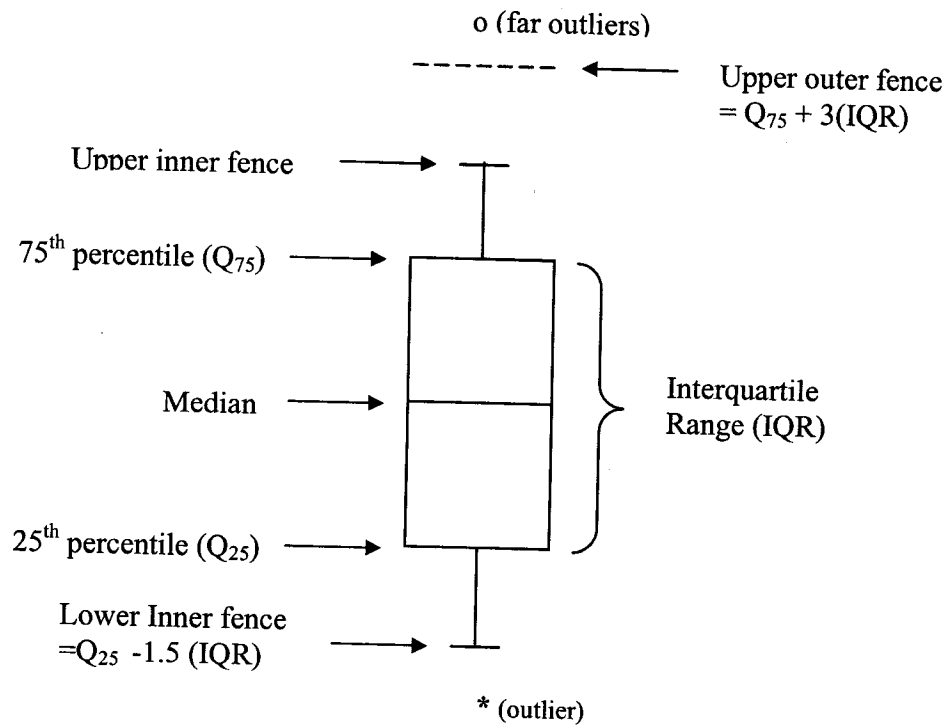 o (far outliers)
Upper outer fence
= Q₇₅ + 3(IQR)
Upper inner fence
75ᵗʰ percentile (Q₇₅)
Median
Interquartile
Range (IQR)
25ᵗʰ percentile (Q₂₅)
Lower Inner fence
=Q₂₅ -1.5 (IQR)
* (outlier)